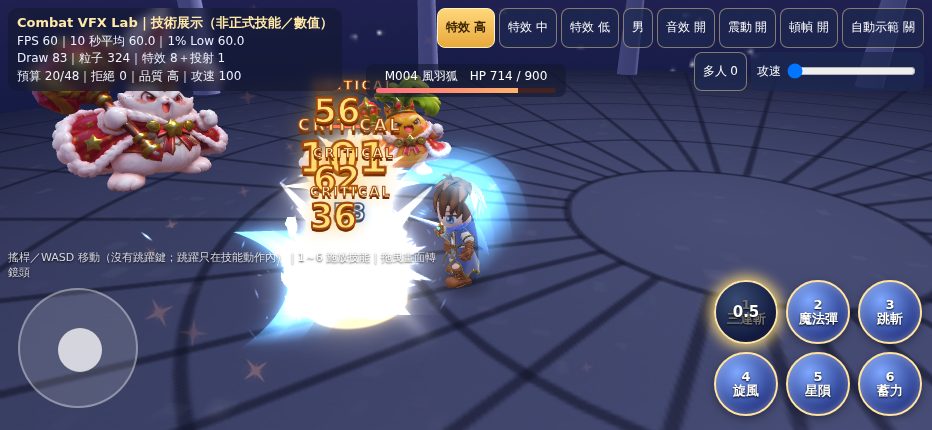 Combat VFX Lab｜技術展示（非正式技能／數值）
FPS 60｜10 秒平均 60.0｜1% Low 60.0
Draw 83｜粒子 324｜特效 8＋投射 1
預算 20/48｜拒絕 0｜品質 高｜攻速 100
特效 高
特效 中
特效 低
男
音效 開
震動 開
頓幀 開
自動示範 關
多人 0
攻速
M004 風羽狐 HP 714 / 900
56
CRITICAL
101
CRITICAL
62
CRITICAL
36
搖桿／WASD 移動（沒有跳躍鍵；跳躍只在技能動作內）｜1～6 施放技能｜拖曳畫面轉
鏡頭
1
0.5
三連斬
2
魔法彈
3
跳斬
4
旋風
5
星隕
6
蓄力